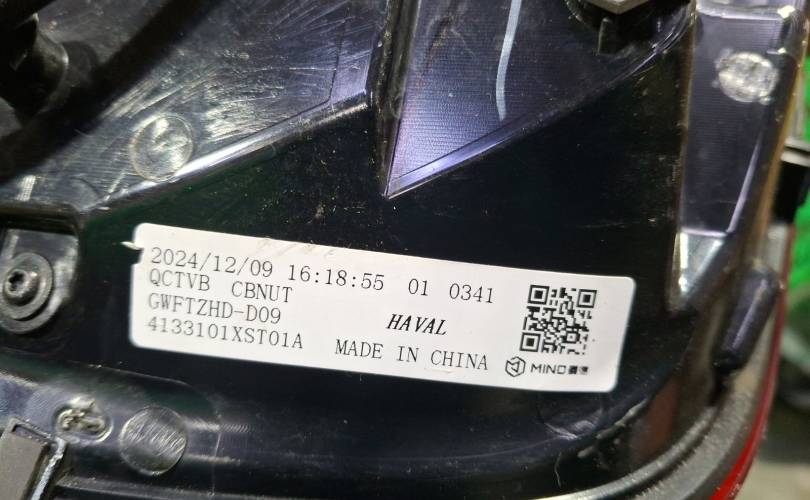 2024/12/09 16:18:55 01 0341
QCTVB CBNUT
GWFTZHD-D09
HAVAL
4133101XST01A MADE IN CHINA
MIND